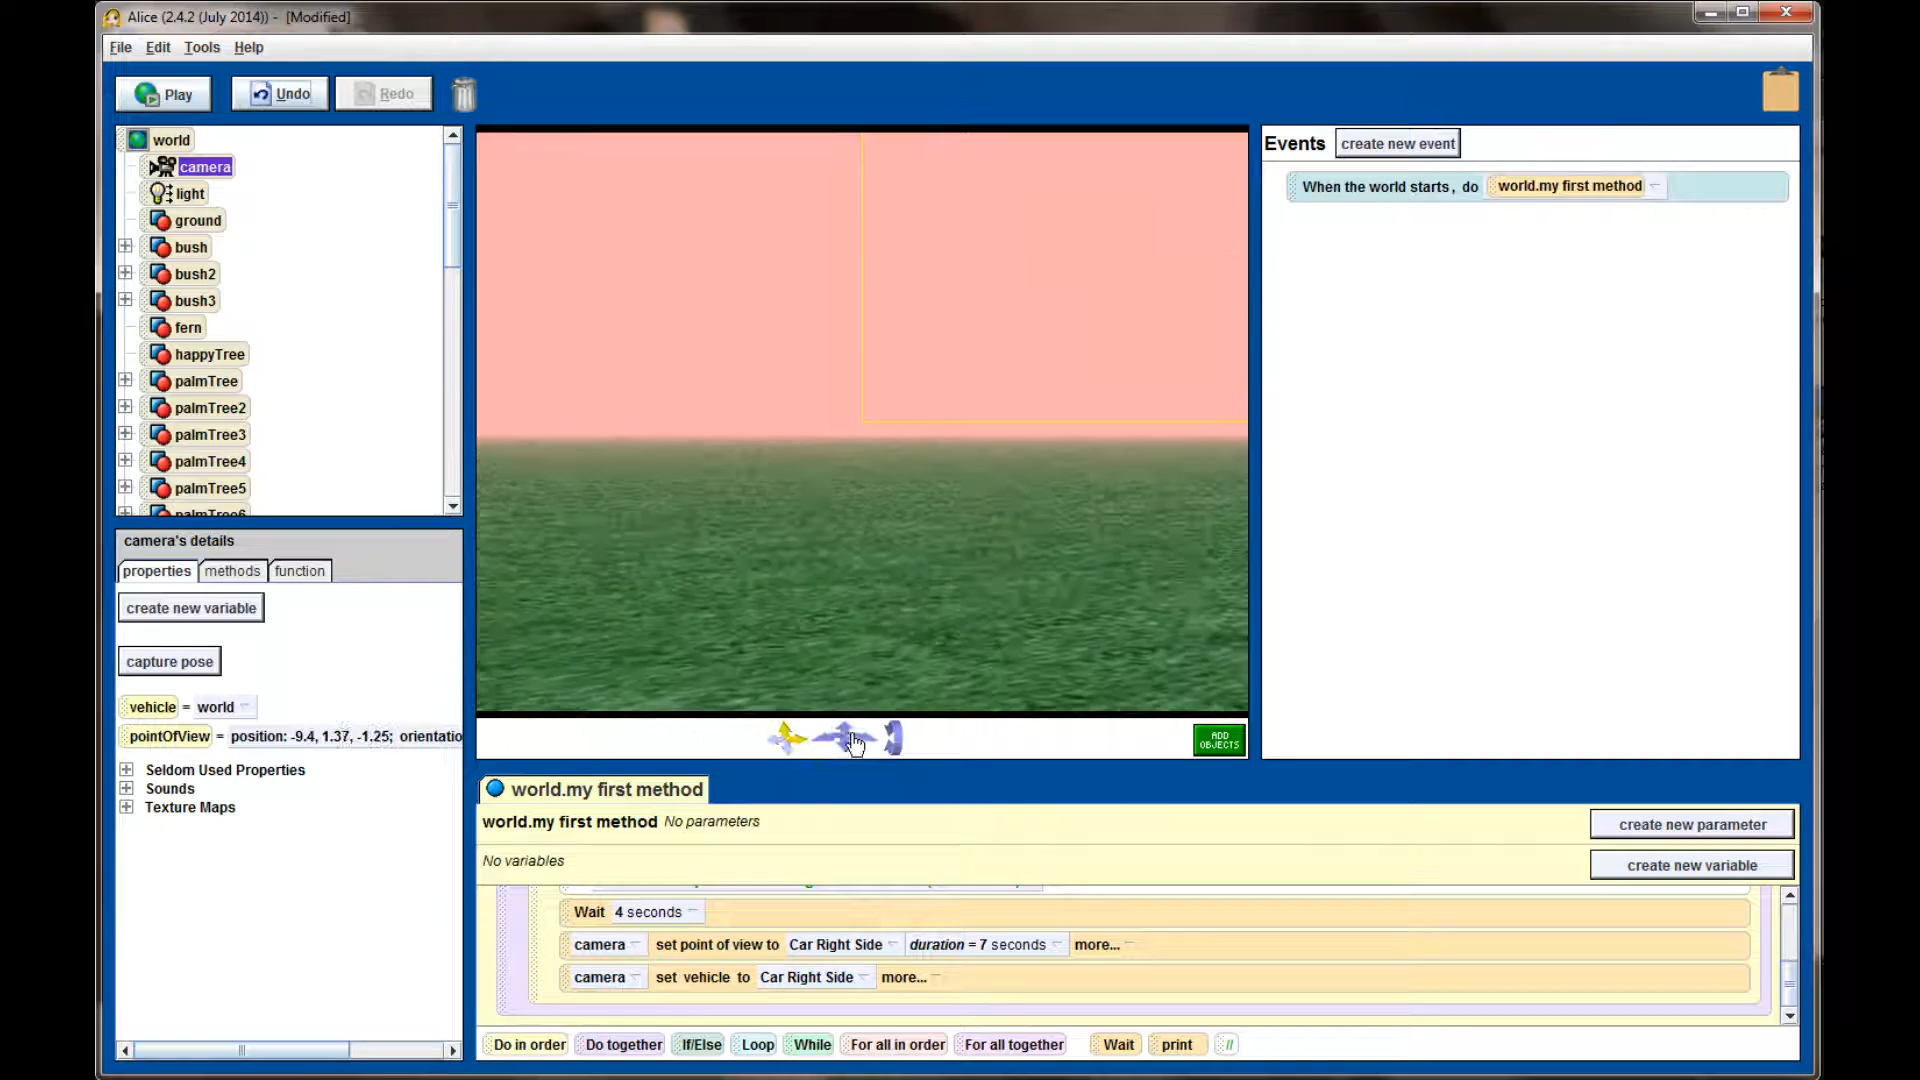 Alice (2.4.2 (July 2014)) - [Modified]
File Edit Tools Help
Play Undo Redo
world
camera
light
ground
bush
bush2
bush3
fern
happyTree
palmTree
palmTree2
palmTree3
palmTree4
palmTree5
palmTree6
camera's details
properties methods function
create new variable
capture pose
vehicle = world
pointOfView = position: -9.4, 1.37, -1.25; orientatio
Seldom Used Properties
Sounds
Texture Maps
ADD
OBJECTS
Events create new event
When the world starts, do world.my first method
world.my first method
world.my first method No parameters
create new parameter
No variables
create new variable
Wait 4 seconds
camera set point of view to Car Right Side duration = 7 seconds more...
camera set vehicle to Car Right Side more...
Do in order Do together If/Else Loop While For all in order For all together Wait print //